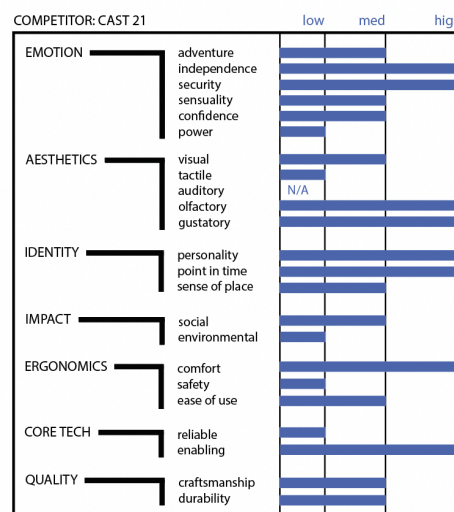 COMPETITOR: CAST 21 low med hig
EMOTION adventure
independence
security
sensuality
confidence
power
AESTHETICS visual
tactile
auditory N/A
olfactory
gustatory
IDENTITY personality
point in time
sense of place
IMPACT social
environmental
ERGONOMICS comfort
safety
ease of use
CORE TECH reliable
enabling
QUALITY craftsmanship
durability